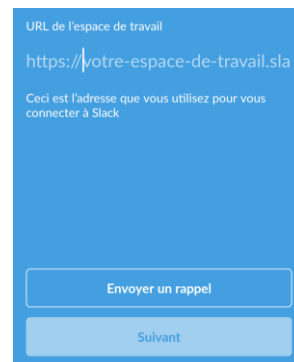 URL de l'espace de travail
https://votre-espace-de-travail.sla
Ceci est l'adresse que vous utilisez pour vous
connecter à Slack
Envoyer un rappel
Suivant